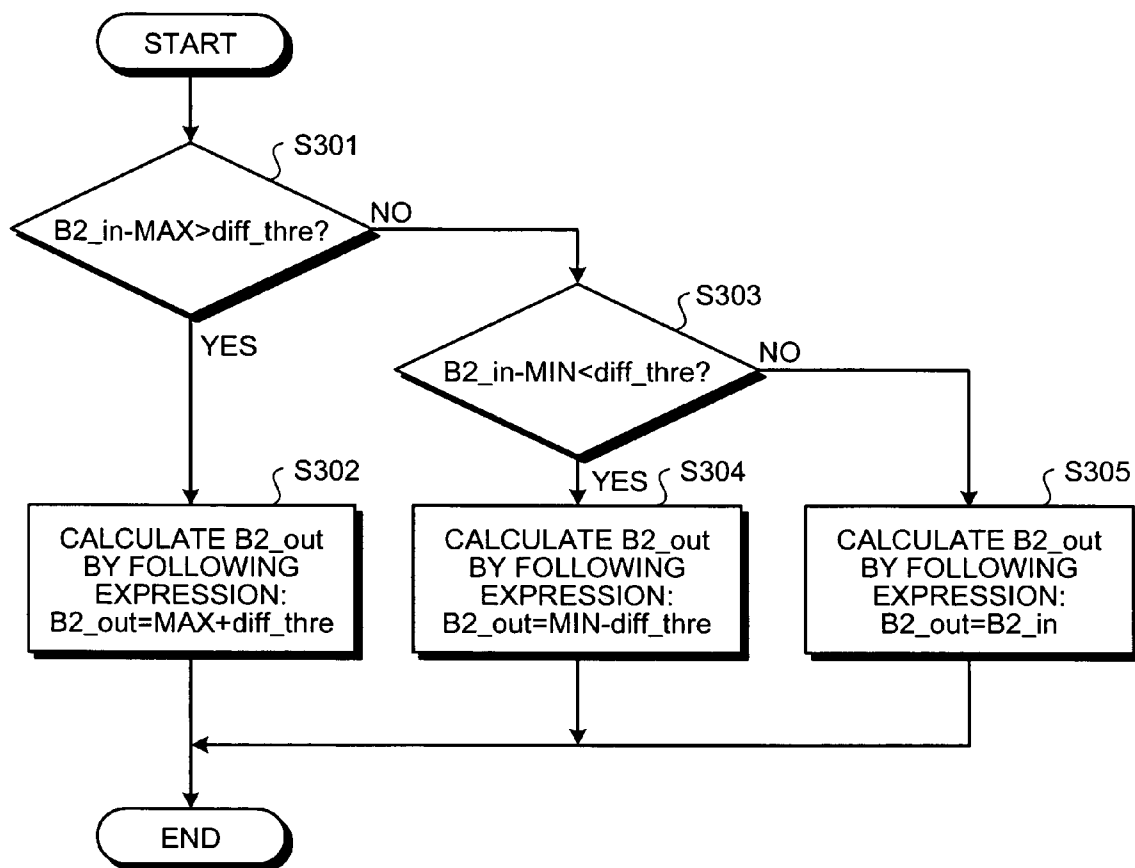 START
S301
B2_in-MAX>diff_thre?
NO
YES
S303
B2_in-MIN<diff_thre?
NO
YES
S302
CALCULATE B2_out
BY FOLLOWING
EXPRESSION:
B2_out=MAX+diff_thre
S304
CALCULATE B2_out
BY FOLLOWING
EXPRESSION:
B2_out=MIN-diff_thre
S305
CALCULATE B2_out
BY FOLLOWING
EXPRESSION:
B2_out=B2_in
END